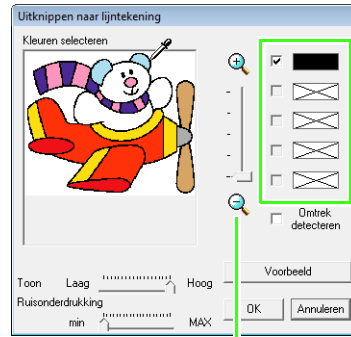 Uitknippen naar lijntekening
Kleuren selecteren
Omtrek
detecteren
Voorbeeld
Toon Laag Hoog
Ruisonderdrukking
min MAX
OK Annuleren